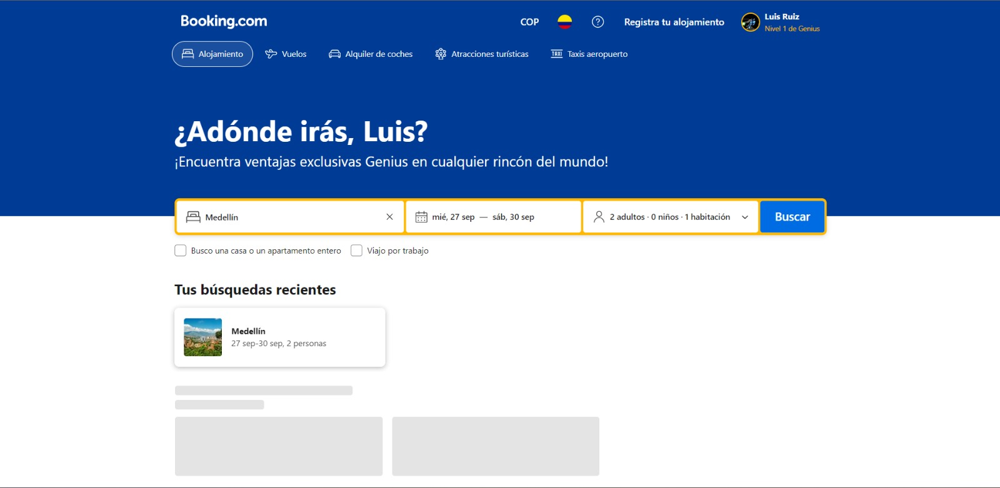 Booking.com
COP
Registra tu alojamiento
Luis Ruiz
Nivel 1 de Genius
Alojamiento
Vuelos
Alquiler de coches
Atracciones turísticas
TAXI
Taxis aeropuerto
¿Adónde irás, Luis?
¡Encuentra ventajas exclusivas Genius en cualquier rincón del mundo!
Medellín
mié, 27 sep — sáb, 30 sep
2 adultos · 0 niños · 1 habitación
Buscar
Busco una casa o un apartamento entero
Viajo por trabajo
Tus búsquedas recientes
Medellín
27 sep-30 sep, 2 personas